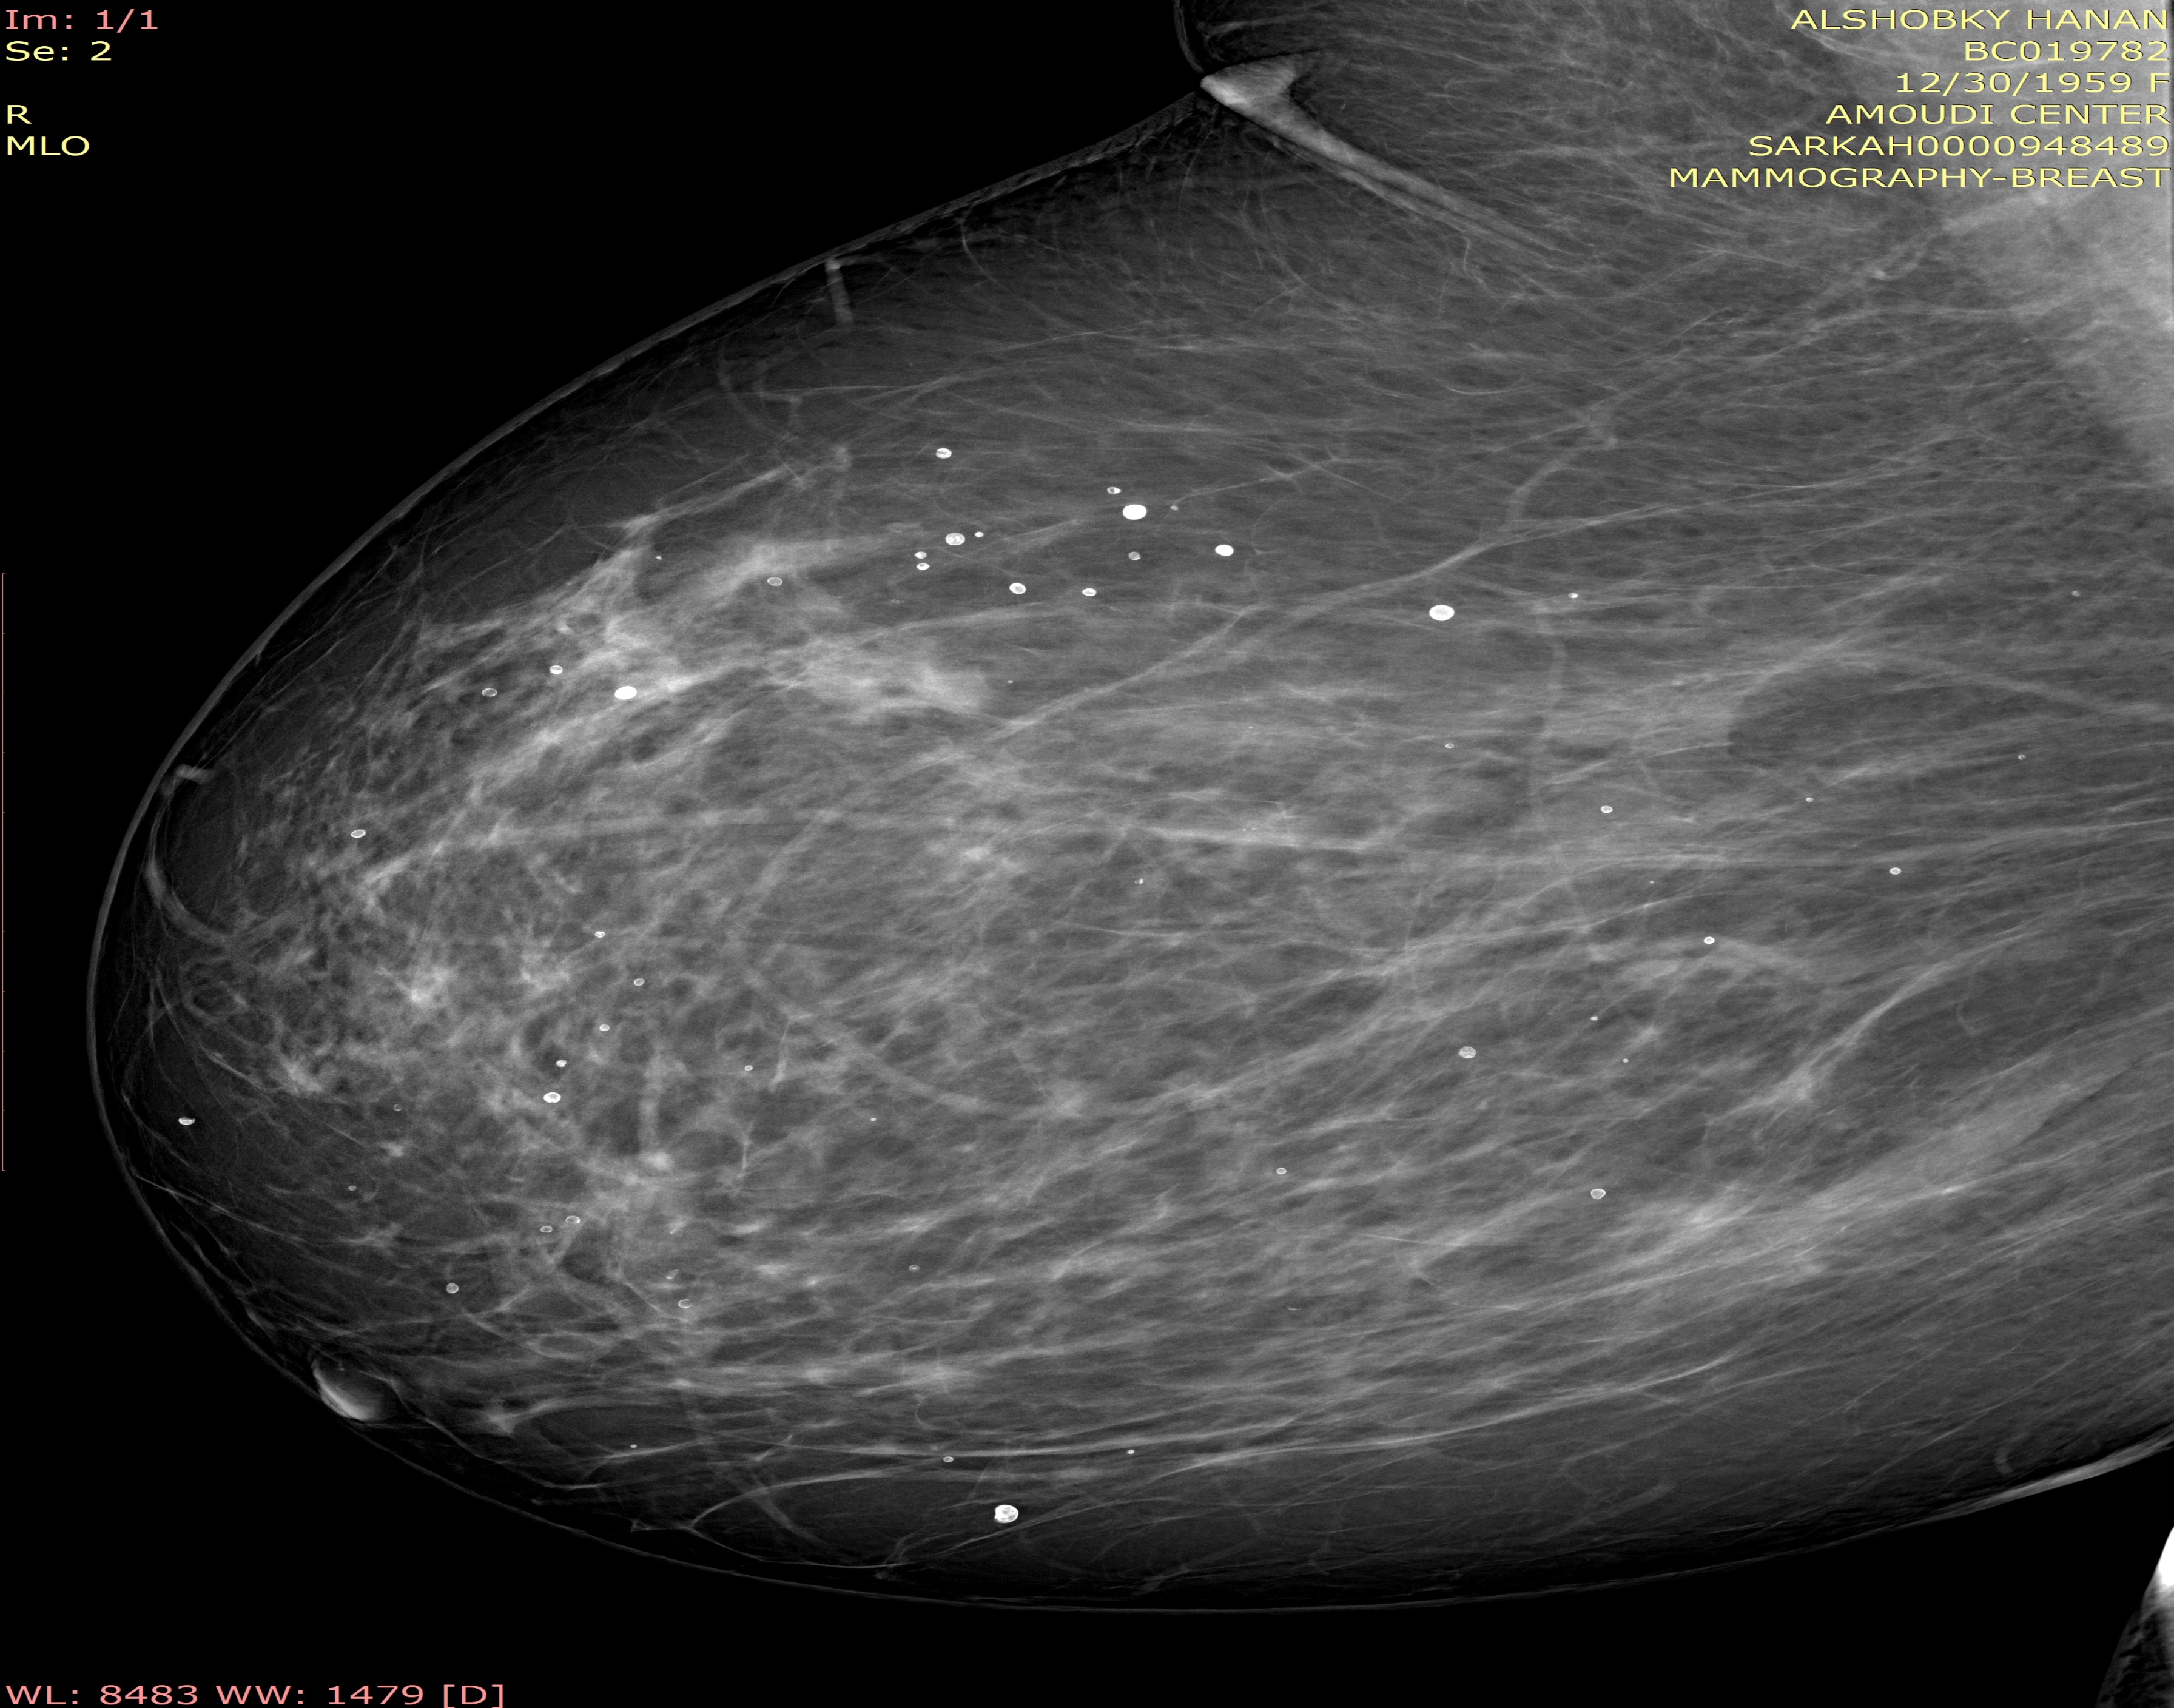 Im: 1/1
Se: 2
R
MLO
ALSHOBKY HANAN
BC019782
12/30/1959 F
AMOUDI CENTER
SARKAH0000948489
MAMMOGRAPHY-BREAST
WL: 8483 WW: 1479 [D]